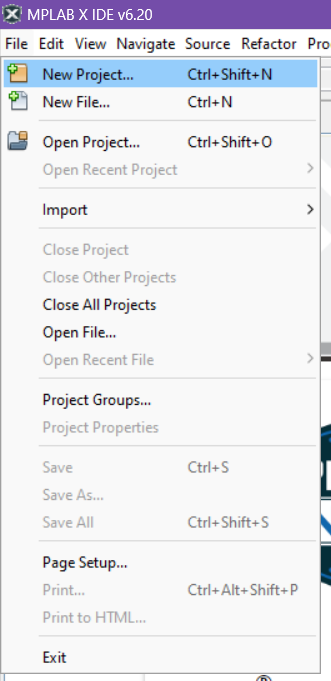 MPLAB X IDE v6.20
File Edit View Navigate Source Refactor
New Project... Ctrl+Shift+N
New File... Ctrl+N
Open Project... Ctrl+Shift+O
Open Recent Project
Import
Close Project
Close Other Projects
Close All Projects
Open File...
Open Recent File
Project Groups...
Project Properties
Save Ctrl+S
Save As...
Save All Ctrl+Shift+S
Page Setup...
Print... Ctrl+Alt+Shift+P
Print to HTML...
Exit